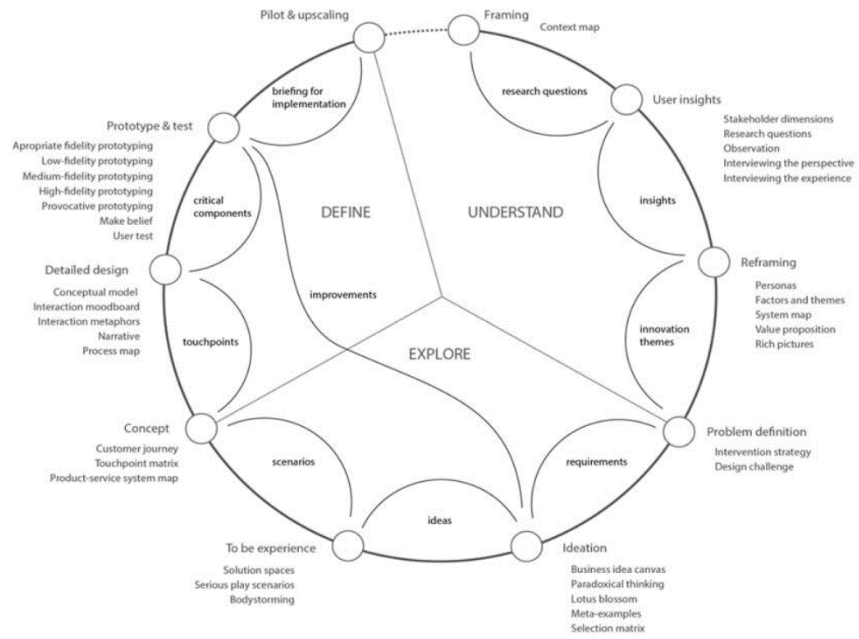 Pilot & upscaling
Framing
Context map
briefing for
implementation
research questions
User insights
Stakeholder dimensions
Research questions
Observation
Interviewing the perspective
Interviewing the experience
Prototype & test
Apropriate fidelity prototyping
Low-fidelity prototyping
Medium-fidelity prototyping
High-fidelity prototyping
Provocative prototyping
Make belief
User test
critical
components
DEFINE
UNDERSTAND
insights
Detailed design
Conceptual model
Interaction moodboard
Interaction metaphors
Narrative
Process map
improvements
Reframing
Personas
Factors and themes
System map
Value proposition
Rich pictures
touchpoints
innovation
themes
EXPLORE
Concept
Customer journey
Touchpoint matrix
Product-service system map
scenarios
requirements
Problem definition
Intervention strategy
Design challenge
ideas
To be experience
Solution spaces
Serious play scenarios
Bodystorming
Ideation
Business idea canvas
Paradoxical thinking
Lotus blossom
Meta-examples
Selection matrix